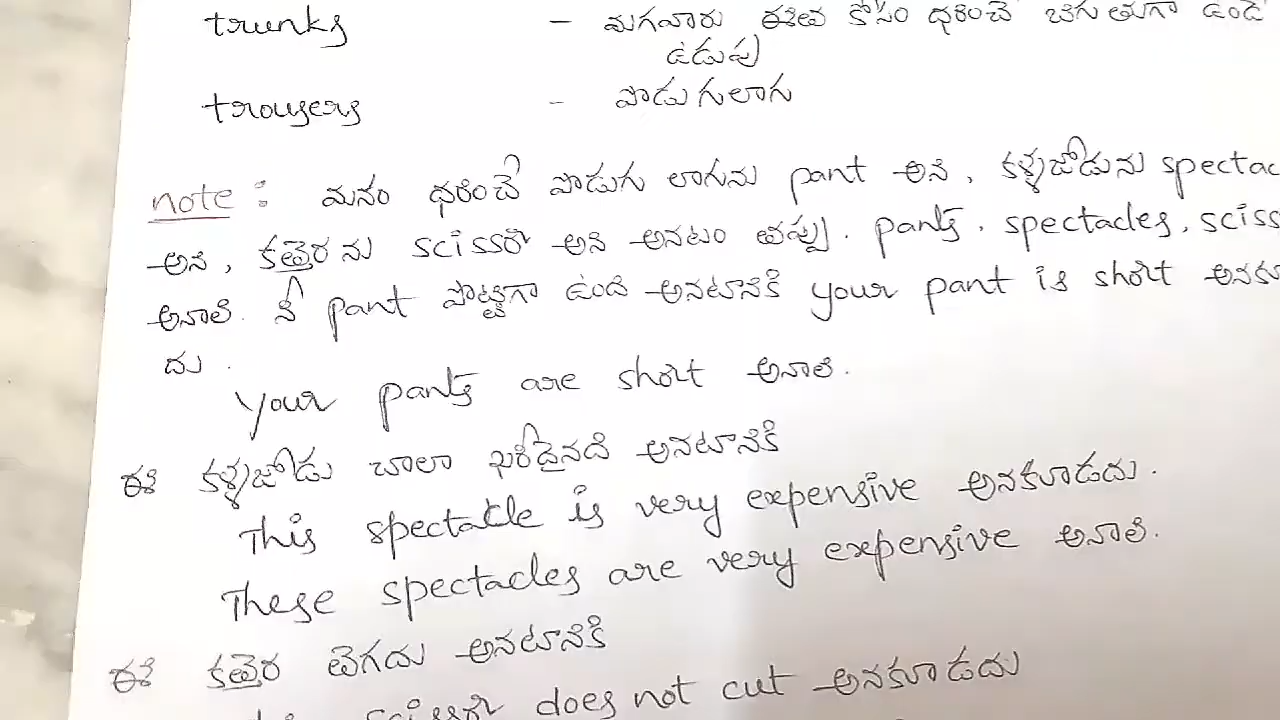 trunks - మగవారు ఈత కోసం ధరించే బిగుతుగా ఉండే
ఉడుపు
trousers - పొడుగులాగు
note : మనం ధరించే పొడుగు లాగును pant అని, కళ్ళజోడును spectac
అని, కత్తెరను scissor అని అనటం తప్పు. pants, spectacles, sciss
అనాలి. నీ pant పొట్టిగా ఉంది అనటానికి your pant is short అనకూ
దు.
Your pants are short అనాలి.
ఈ కళ్ళజోడు చాలా ఖరీదైనది అనటానికి
This spectacle is very expensive అనకూడదు.
These spectacles are very expensive అనాలి.
ఈ కత్తెర తెగదు అనటానికి
scissor does not cut అనకూడదు